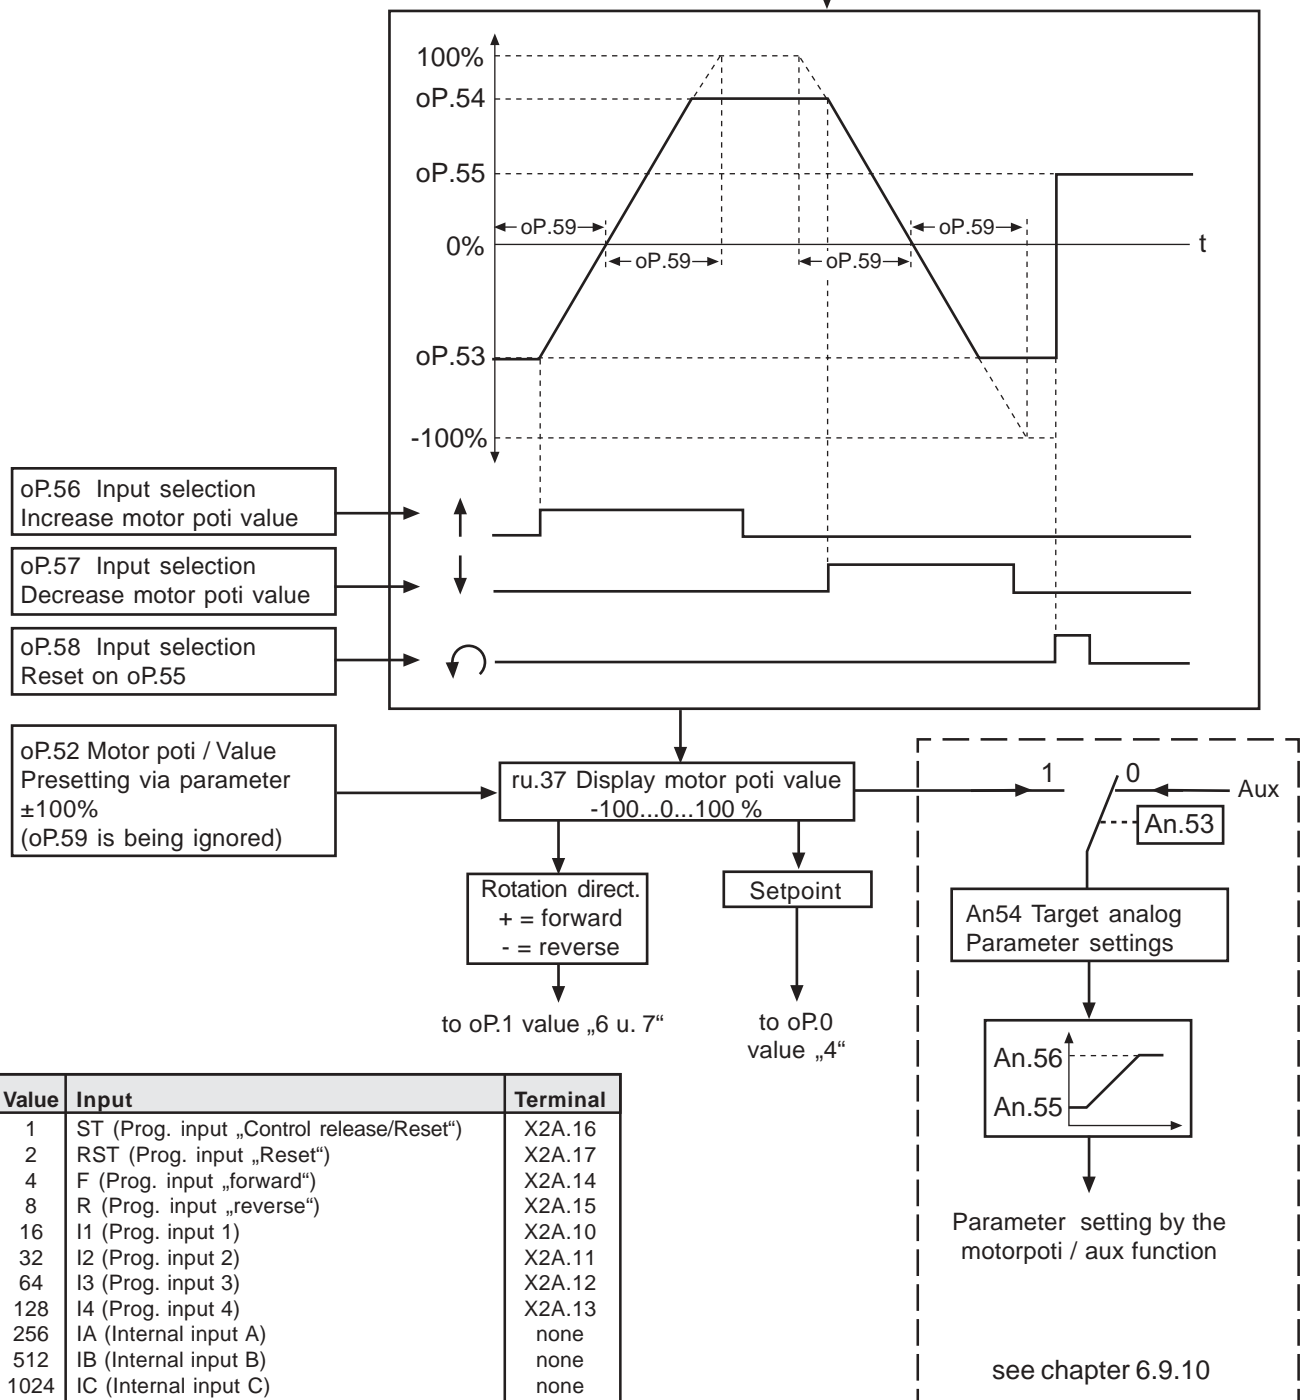 100%
oP.54
oP.55
0%
oP.53
-100%
oP.59
oP.59
oP.59
oP.59
t
oP.56 Input selection
Increase motor poti value
oP.57 Input selection
Decrease motor poti value
oP.58 Input selection
Reset on oP.55
oP.52 Motor poti / Value
Presetting via parameter
±100%
(oP.59 is being ignored)
ru.37 Display motor poti value
-100...0...100 %
1
0
Aux
An.53
Rotation direct.
+ = forward
- = reverse
Setpoint
An54 Target analog
Parameter settings
to oP.1 value „6 u. 7“
to oP.0
value „4“
An.56
An.55
Parameter setting by the
motorpoti / aux function
see chapter 6.9.10
Value Input Terminal
1 ST (Prog. input „Control release/Reset“) X2A.16
2 RST (Prog. input „Reset“) X2A.17
4 F (Prog. input „forward“) X2A.14
8 R (Prog. input „reverse“) X2A.15
16 I1 (Prog. input 1) X2A.10
32 I2 (Prog. input 2) X2A.11
64 I3 (Prog. input 3) X2A.12
128 I4 (Prog. input 4) X2A.13
256 IA (Internal input A) none
512 IB (Internal input B) none
1024 IC (Internal input C) none